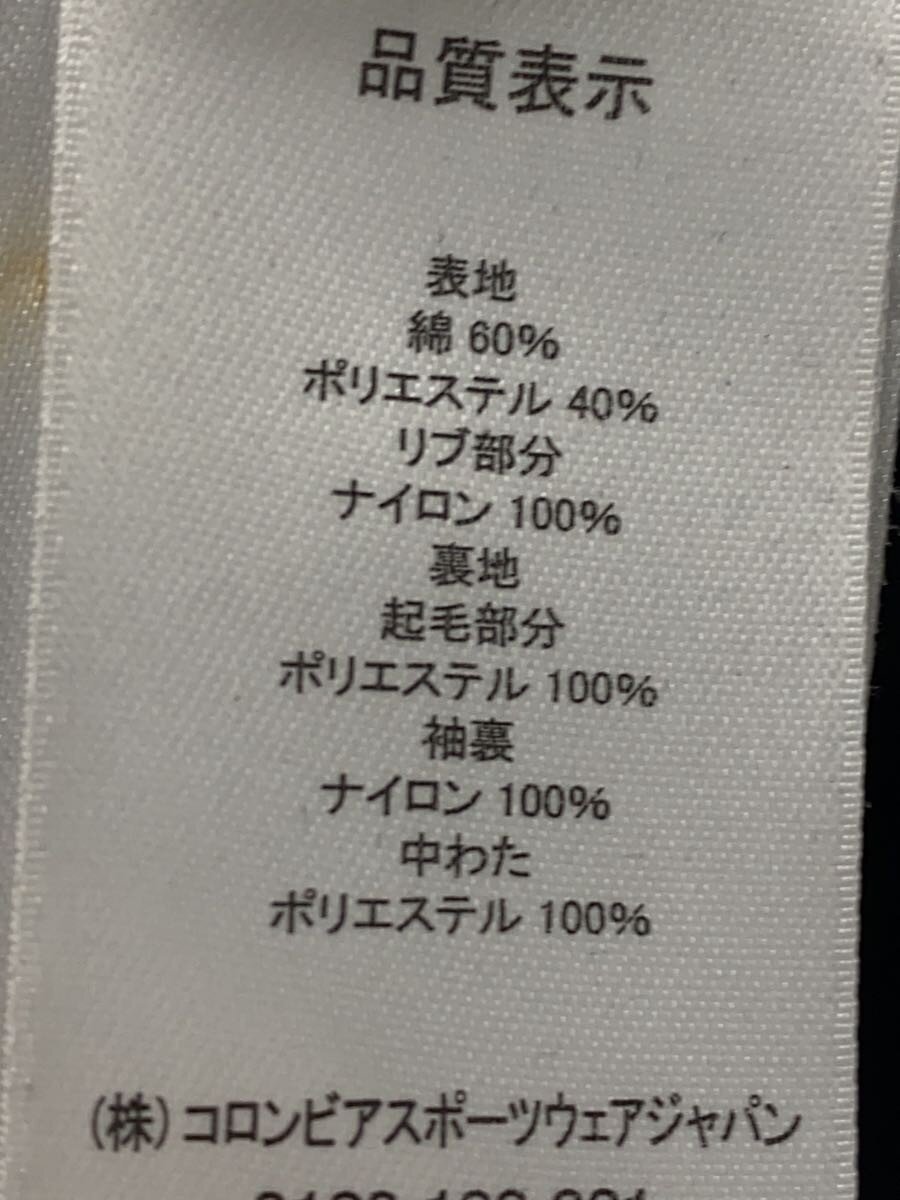 品質表示
表地
綿 60%
ポリエステル 40%
リブ部分
ナイロン 100%
裏地
起毛部分
ポリエステル 100%
袖裏
ナイロン 100%
中わた
ポリエステル 100%
(株)コロンビアスポーツウェアジャパン